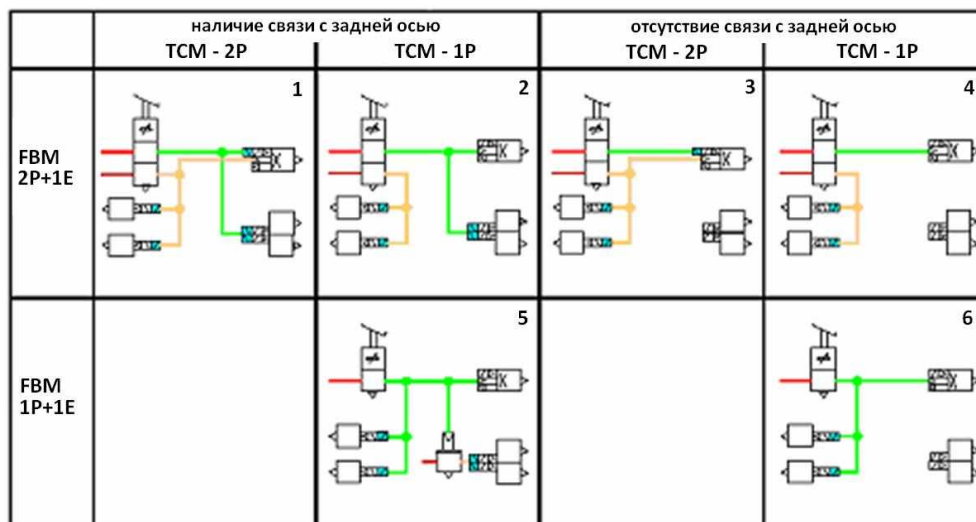 наличие связи с задней осью
отсутствие связи с задней осью
TCM - 2P
TCM - 1P
TCM - 2P
TCM - 1P
FBM
2P+1E
1
2
3
4
FBM
1P+1E
5
6